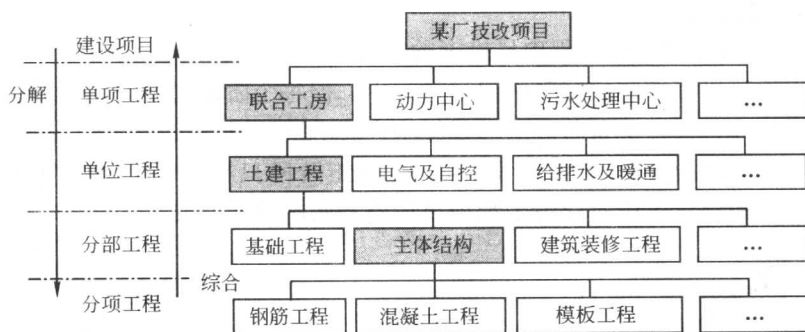 某厂技改项目
建设项目
分解
单项工程
联合工房
动力中心
污水处理中心
...
单位工程
土建工程
电气及自控
给排水及暖通
...
分部工程
基础工程
主体结构
建筑装修工程
...
综合
分项工程
钢筋工程
混凝土工程
模板工程
...